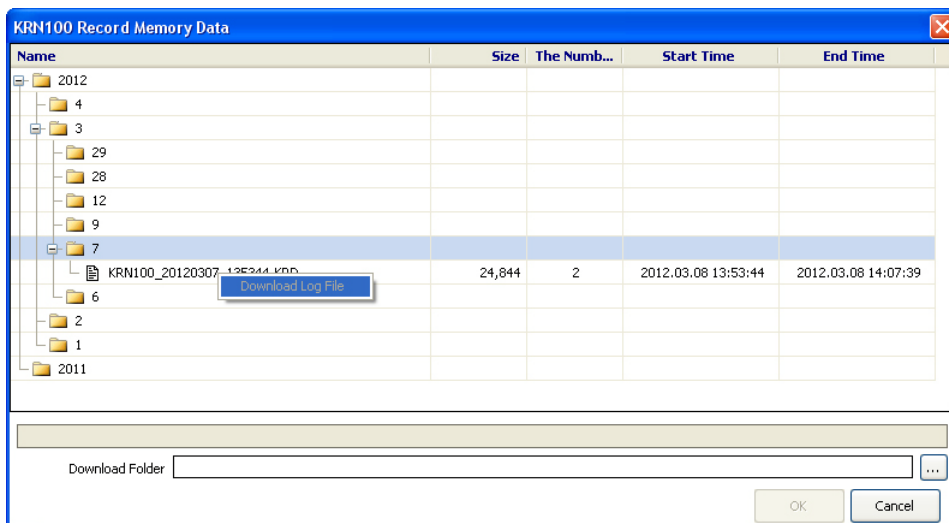 KRN100 Record Memory Data
Name Size The Numb... Start Time End Time
2012
4
3
29
28
12
9
7
24,844 2 2012.03.08 13:53:44 2012.03.08 14:07:39
Download Log File
6
2
1
2011
Download Folder ...
OK Cancel